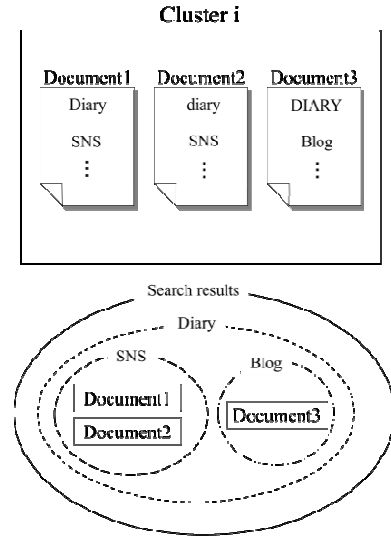 Cluster i
Document1 Document2 Document3
Diary diary DIARY
SNS SNS Blog
⋮ ⋮ ⋮
Search results
Diary
SNS Blog
Document1
Document2
Document3